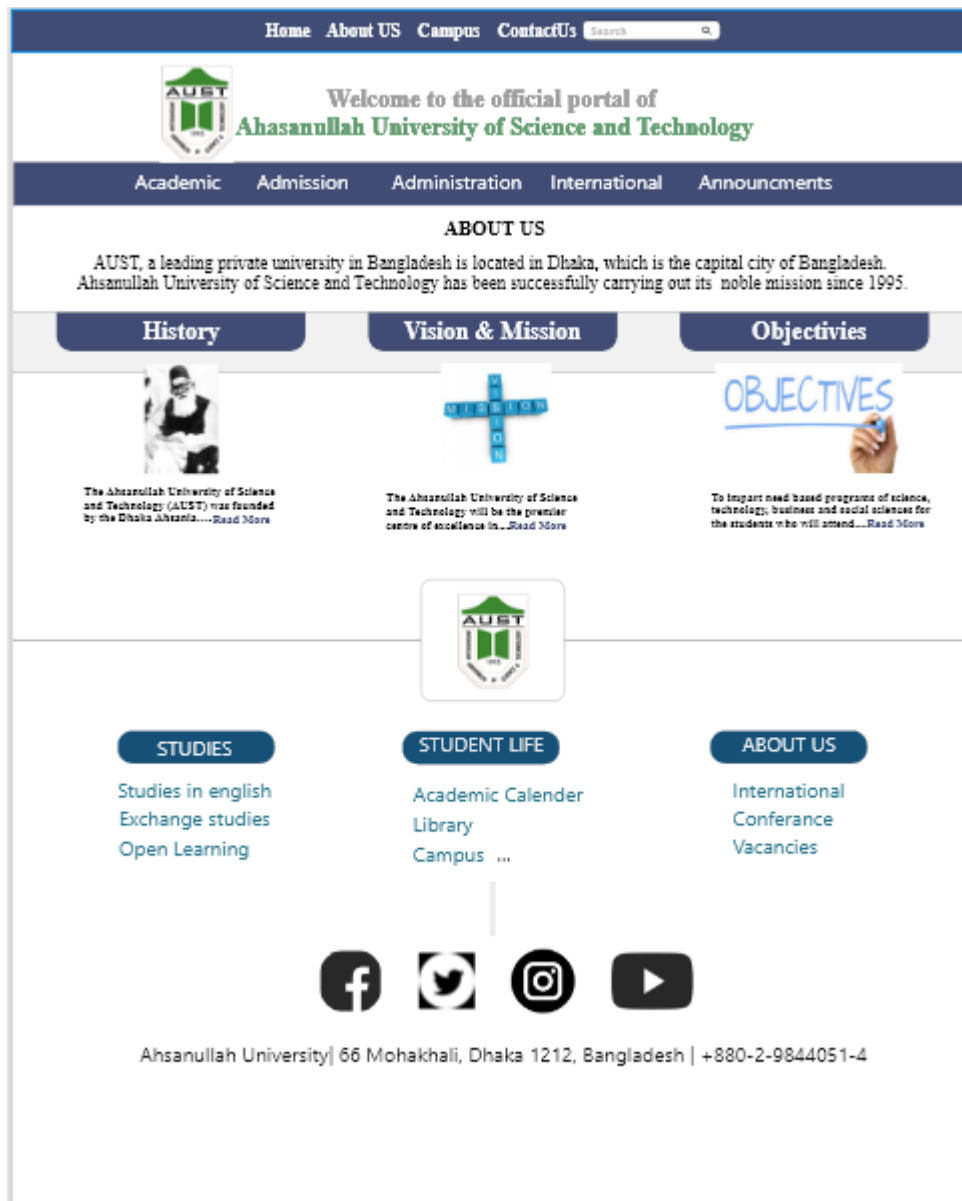 Home About US Campus ContactUs Search
AUST
Welcome to the official portal of
Ahasanullah University of Science and Technology
Academic Admission Administration International Announcments
ABOUT US
AUST, a leading private university in Bangladesh is located in Dhaka, which is the capital city of Bangladesh.
Ahsanullah University of Science and Technology has been successfully carrying out its noble mission since 1995.
History Vision & Mission Objectivies
VISION
MISSION
OBJECTIVES
The Ahsanullah University of Science
and Technology (AUST) was founded
by the Dhaka Ahsania.....Read More
The Ahsanullah University of Science
and Technology will be the premier
centre of excellence in....Read More
To impart need based programs of science,
technology, business and social sciences for
the students who will attend....Read More
AUST
STUDIES
Studies in english
Exchange studies
Open Learning
STUDENT LIFE
Academic Calender
Library
Campus ...
ABOUT US
International
Conferance
Vacancies
Ahsanullah University| 66 Mohakhali, Dhaka 1212, Bangladesh | +880-2-9844051-4